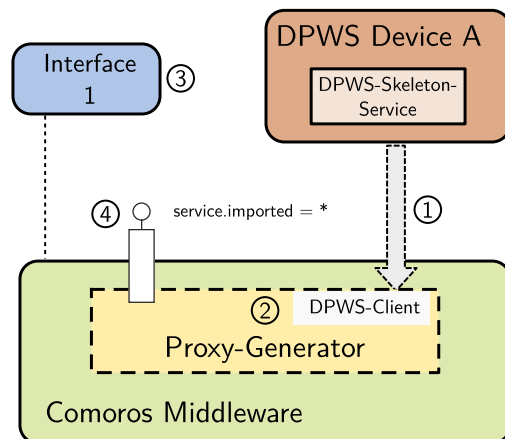 DPWS Device A
Interface
1
3
DPWS-Skeleton-
Service
4
service.imported = *
1
2
DPWS-Client
Proxy-Generator
Comoros Middleware